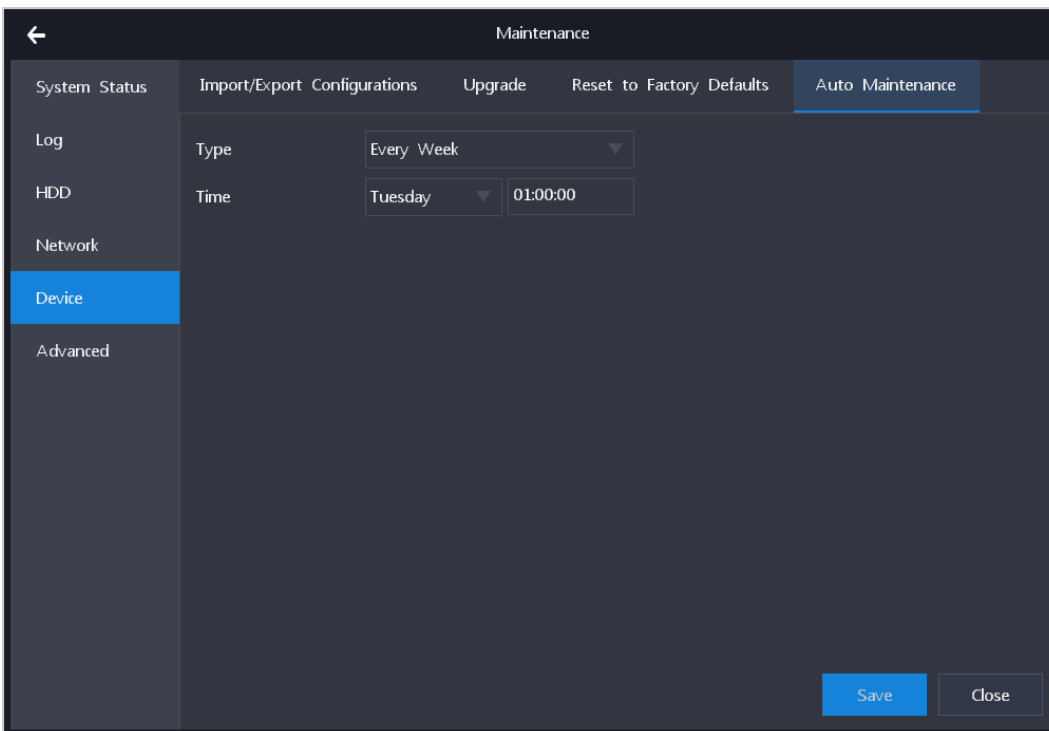 Maintenance
System Status
Import/Export Configurations Upgrade Reset to Factory Defaults Auto Maintenance
Log
Type Every Week
HDD
Time Tuesday 01:00:00
Network
Device
Advanced
Save Close